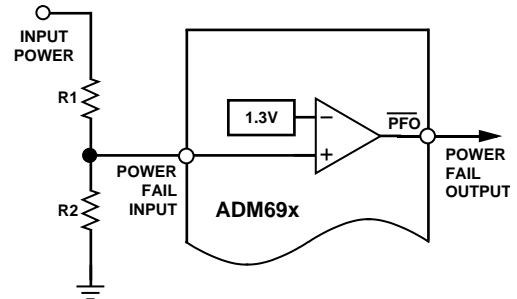 INPUT
POWER
R1
1.3V
−
PFO
+
POWER
FAIL
INPUT
POWER
FAIL
OUTPUT
R2
ADM69x